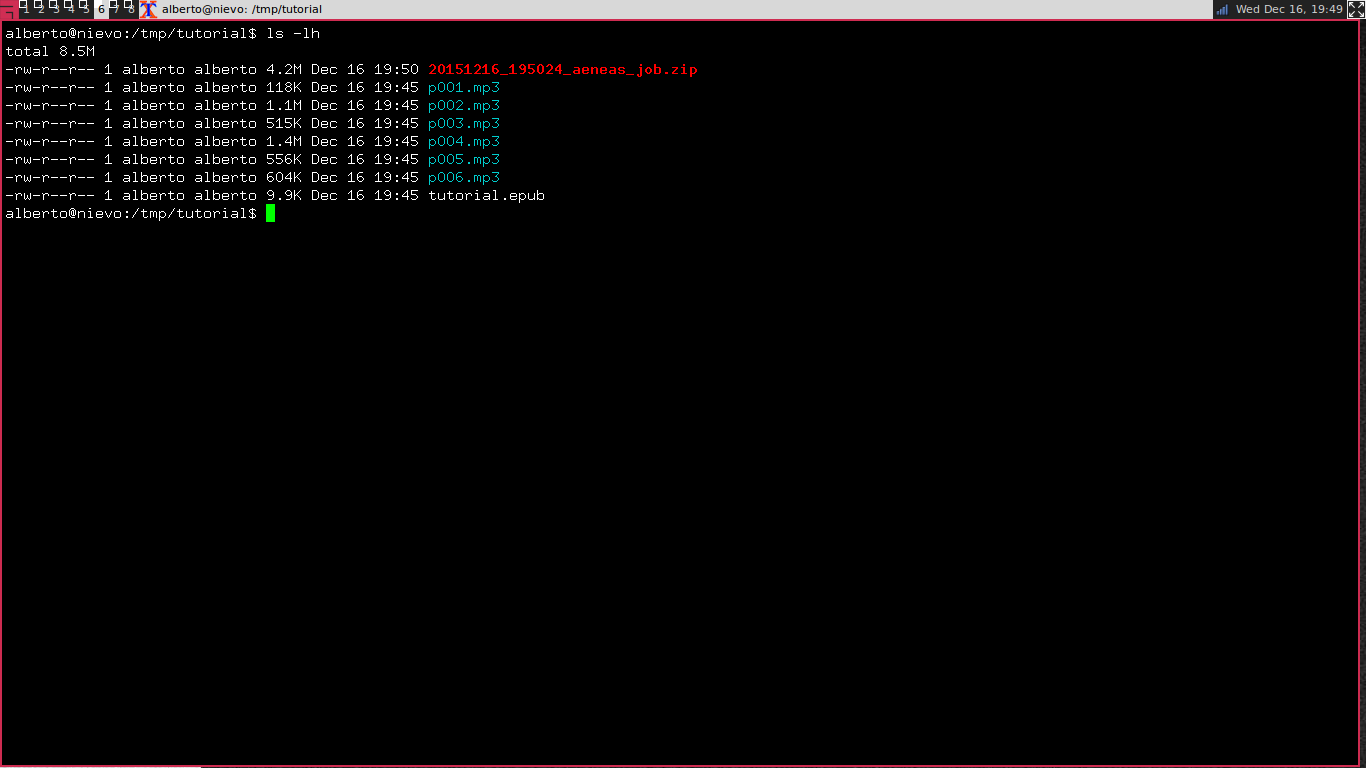 1 2 3 4 5 6 7 8 alberto@nievo: /tmp/tutorial Wed Dec 16, 19:49
alberto@nievo:/tmp/tutorial$ ls -lh
total 8.5M
-rw-r--r-- 1 alberto alberto 4.2M Dec 16 19:50 20151216_195024_aeneas_job.zip
-rw-r--r-- 1 alberto alberto 118K Dec 16 19:45 p001.mp3
-rw-r--r-- 1 alberto alberto 1.1M Dec 16 19:45 p002.mp3
-rw-r--r-- 1 alberto alberto 515K Dec 16 19:45 p003.mp3
-rw-r--r-- 1 alberto alberto 1.4M Dec 16 19:45 p004.mp3
-rw-r--r-- 1 alberto alberto 556K Dec 16 19:45 p005.mp3
-rw-r--r-- 1 alberto alberto 604K Dec 16 19:45 p006.mp3
-rw-r--r-- 1 alberto alberto 9.9K Dec 16 19:45 tutorial.epub
alberto@nievo:/tmp/tutorial$